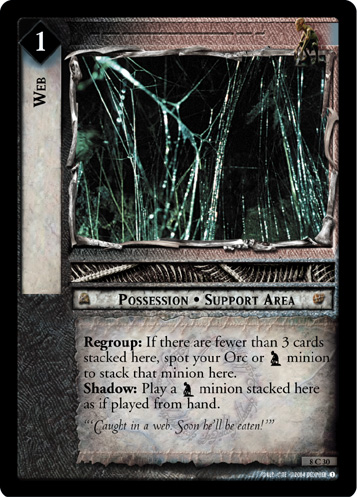 1
WEB
POSSESSION • SUPPORT AREA
Regroup: If there are fewer than 3 cards
stacked here, spot your Orc or minion
to stack that minion here.
Shadow: Play a minion stacked here
as if played from hand.
“‘Caught in a web. Soon he'll be eaten!’”
8 C 30